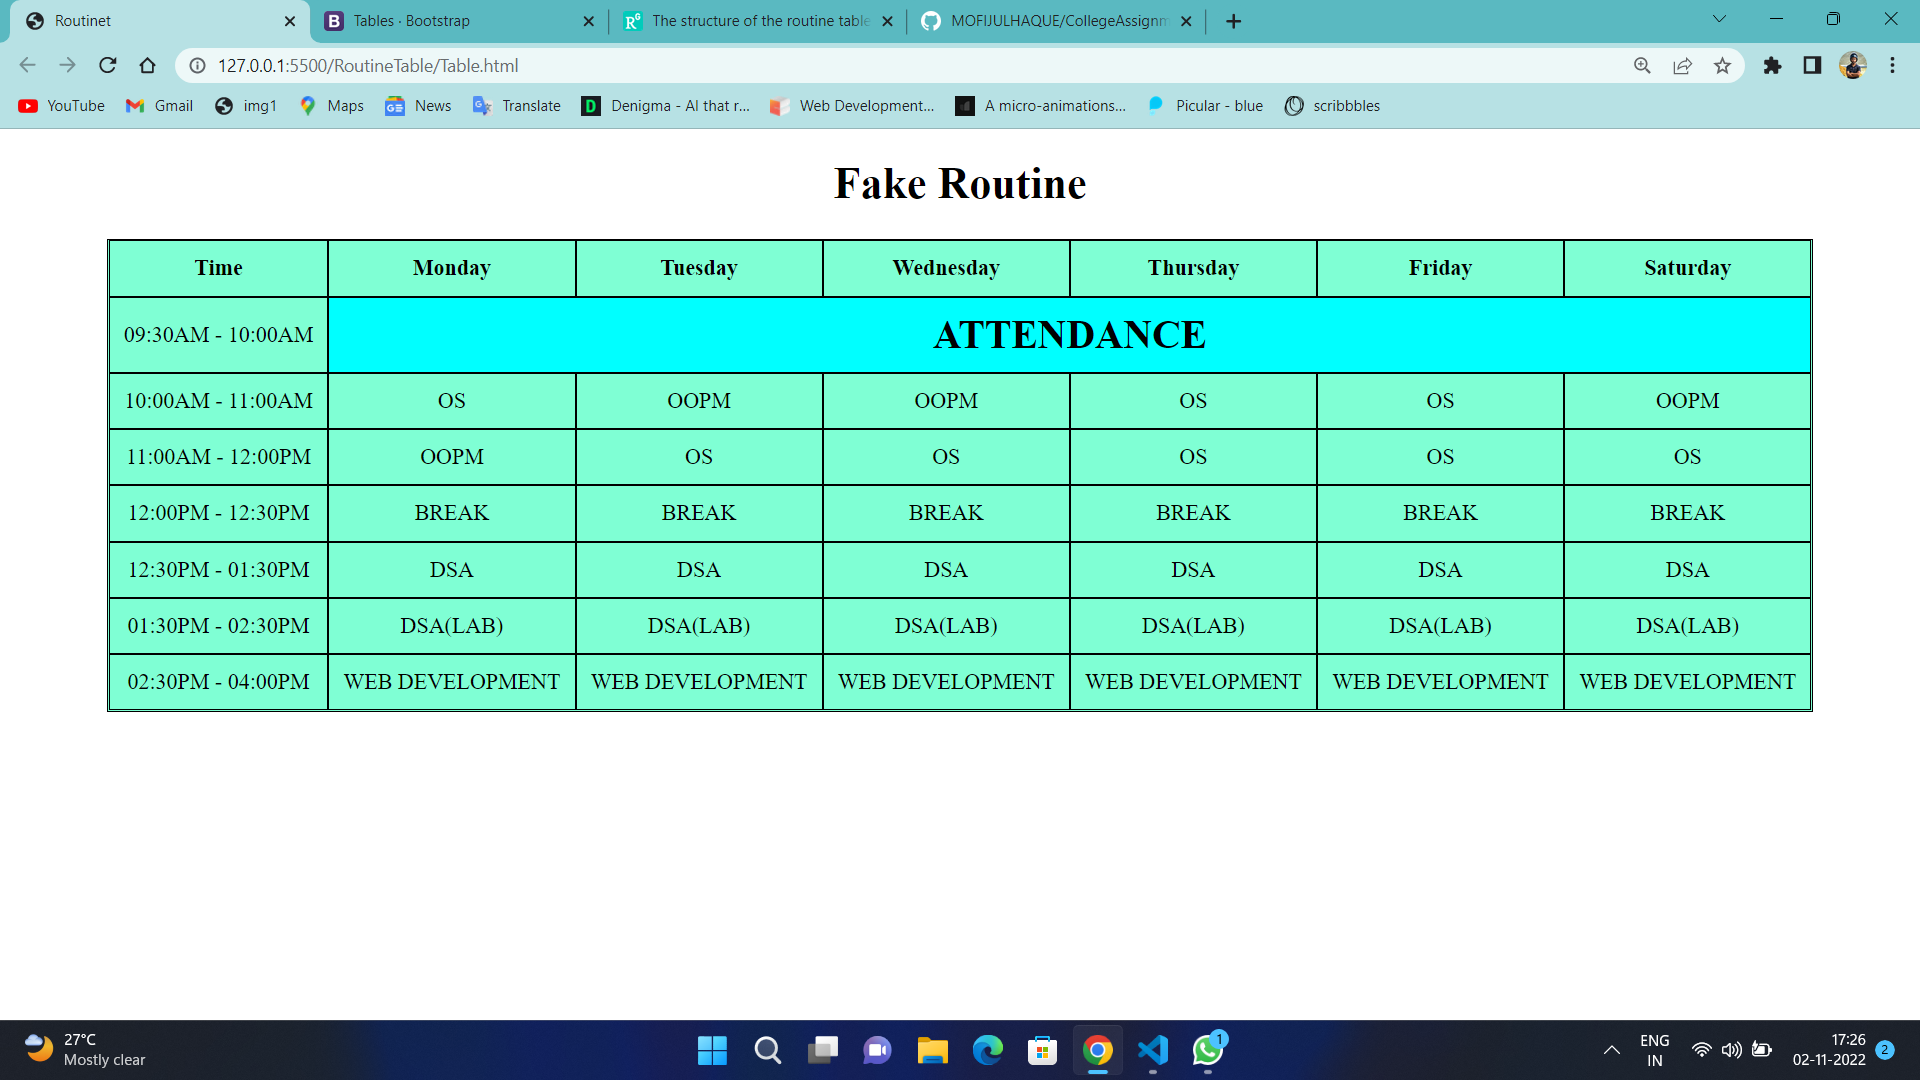 Routinet
Tables · Bootstrap
The structure of the routine table
MOFIJULHAQUE/CollegeAssignm
127.0.0.1:5500/RoutineTable/Table.html
YouTube Gmail img1 Maps News Translate Denigma - AI that r... Web Development... A micro-animations... Picular - blue scribbbles
Fake Routine
Time Monday Tuesday Wednesday Thursday Friday Saturday
09:30AM - 10:00AM ATTENDANCE
10:00AM - 11:00AM OS OOPM OOPM OS OS OOPM
11:00AM - 12:00PM OOPM OS OS OS OS OS
12:00PM - 12:30PM BREAK BREAK BREAK BREAK BREAK BREAK
12:30PM - 01:30PM DSA DSA DSA DSA DSA DSA
01:30PM - 02:30PM DSA(LAB) DSA(LAB) DSA(LAB) DSA(LAB) DSA(LAB) DSA(LAB)
02:30PM - 04:00PM WEB DEVELOPMENT WEB DEVELOPMENT WEB DEVELOPMENT WEB DEVELOPMENT WEB DEVELOPMENT WEB DEVELOPMENT
27°C
Mostly clear
1
ENG
IN
17:26
02-11-2022
2